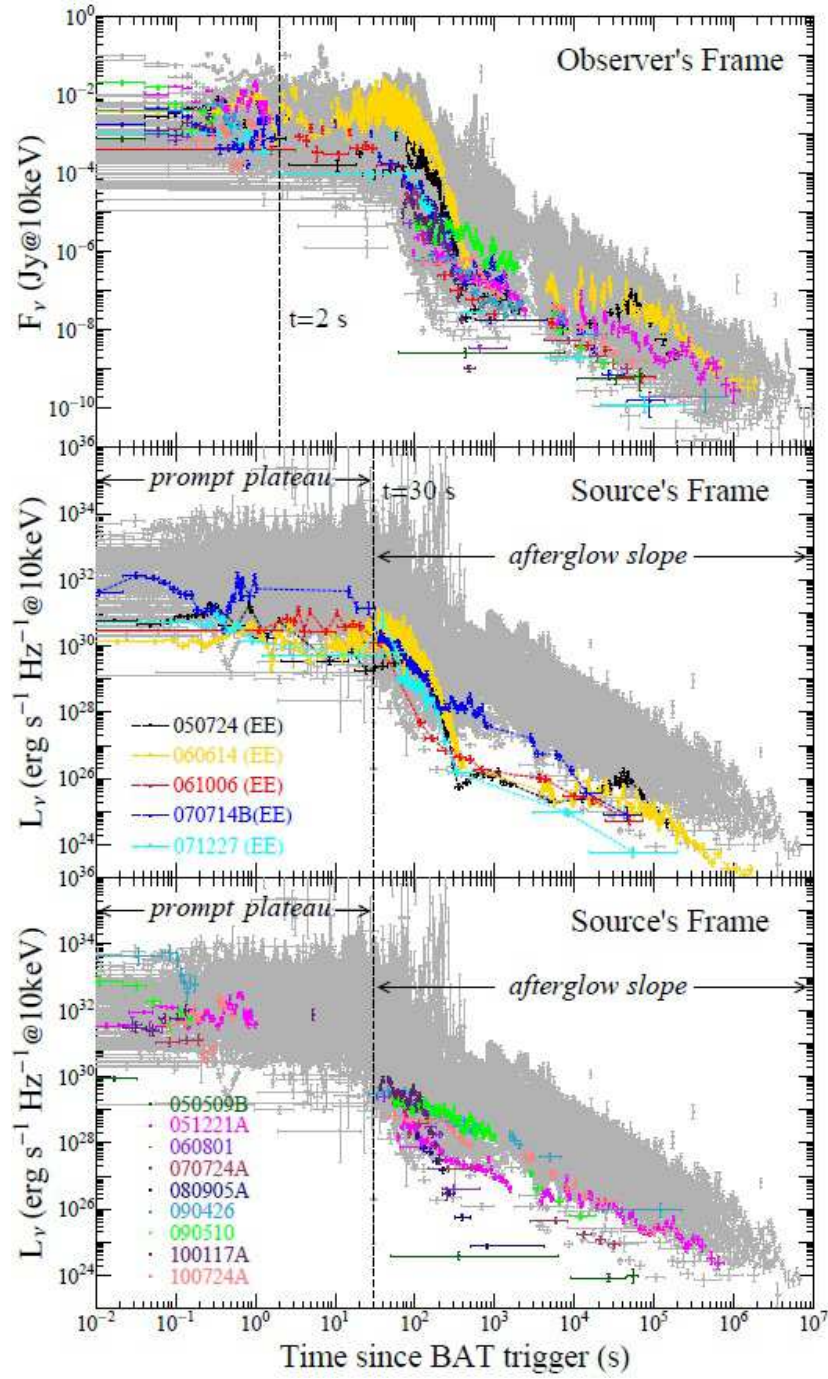 Observer's Frame
10^0
10^-2
10^-4
10^-6
10^-8
10^-10
F_ν (Jy@10keV)
t=2 s
10^36
prompt plateau
t=30 s
Source's Frame
afterglow slope
10^34
10^32
10^30
10^28
10^26
10^24
L_ν (erg s^-1 Hz^-1@10keV)
050724 (EE)
060614 (EE)
061006 (EE)
070714B(EE)
071227 (EE)
10^36
prompt plateau
Source's Frame
afterglow slope
10^34
10^32
10^30
10^28
10^26
10^24
L_ν (erg s^-1 Hz^-1@10keV)
050509B
051221A
060801
070724A
080905A
090426
090510
100117A
100724A
10^-2 10^-1 10^0 10^1 10^2 10^3 10^4 10^5 10^6 10^7
Time since BAT trigger (s)